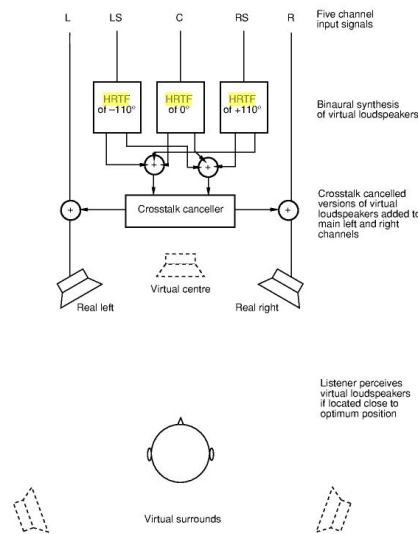 L LS C RS R
Five channel
input signals
HRTF
of –110°
HRTF
of 0°
HRTF
of +110°
Binaural synthesis
of virtual loudspeakers
+ +
Crosstalk canceller
+ +
Crosstalk cancelled
versions of virtual
loudspeakers added to
main left and right
channels
Virtual centre
Real left
Real right
Listener perceives
virtual loudspeakers
if located close to
optimum position
Virtual surrounds